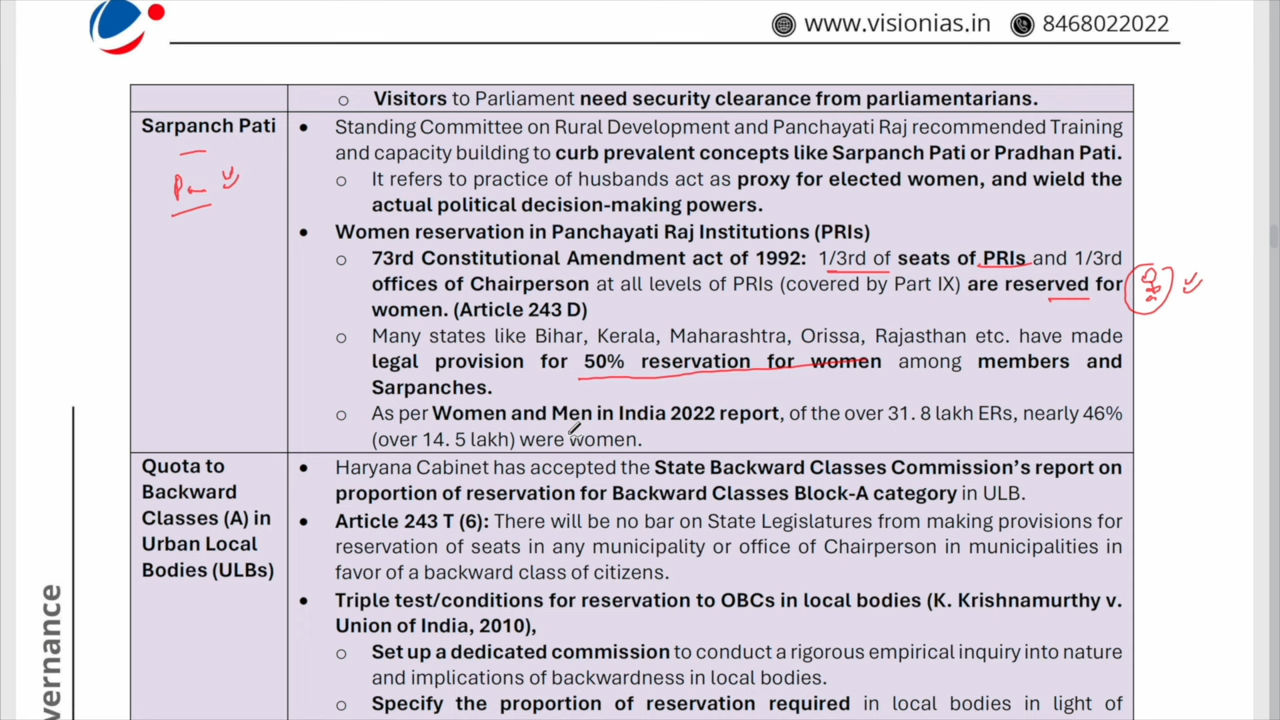 www.visionias.in 8468022022
○ Visitors to Parliament need security clearance from parliamentarians.
Sarpanch Pati
• Standing Committee on Rural Development and Panchayati Raj recommended Training
and capacity building to curb prevalent concepts like Sarpanch Pati or Pradhan Pati.
○ It refers to practice of husbands act as proxy for elected women, and wield the
actual political decision-making powers.
• Women reservation in Panchayati Raj Institutions (PRIs)
○ 73rd Constitutional Amendment act of 1992: 1/3rd of seats of PRIs and 1/3rd
offices of Chairperson at all levels of PRIs (covered by Part IX) are reserved for
women. (Article 243 D)
○ Many states like Bihar, Kerala, Maharashtra, Orissa, Rajasthan etc. have made
legal provision for 50% reservation for women among members and
Sarpanches.
○ As per Women and Men in India 2022 report, of the over 31. 8 lakh ERs, nearly 46%
(over 14. 5 lakh) were women.
Quota to
Backward
Classes (A) in
Urban Local
Bodies (ULBs)
• Haryana Cabinet has accepted the State Backward Classes Commission's report on
proportion of reservation for Backward Classes Block-A category in ULB.
• Article 243 T (6): There will be no bar on State Legislatures from making provisions for
reservation of seats in any municipality or office of Chairperson in municipalities in
favor of a backward class of citizens.
• Triple test/conditions for reservation to OBCs in local bodies (K. Krishnamurthy v.
Union of India, 2010),
○ Set up a dedicated commission to conduct a rigorous empirical inquiry into nature
and implications of backwardness in local bodies.
○ Specify the proportion of reservation required in local bodies in light of
vernance